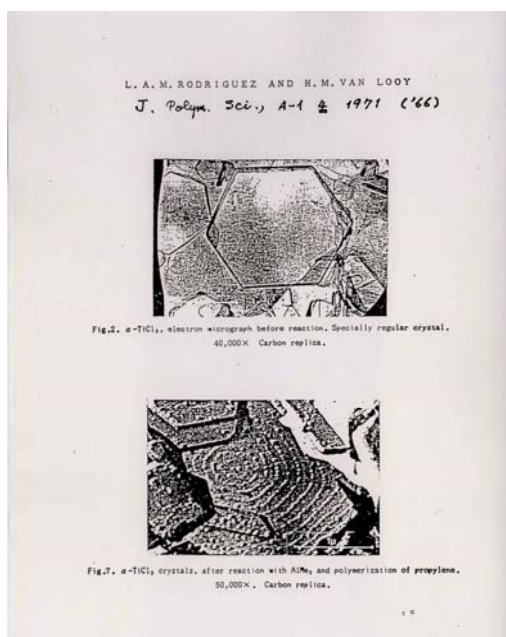 L.A.M.RODRIGUEZ AND H.M.VAN LOOY
J. Polym. Sci., A-1 4 1971 ('66)
Fig.2. α-TiCl₃, electron micrograph before reaction. Specially regular crystal.
40,000× Carbon replica.
Fig.7. α-TiCl₃ crystals, after reaction with AlMe₃ and polymerization of propylene.
50,000×. Carbon replica.